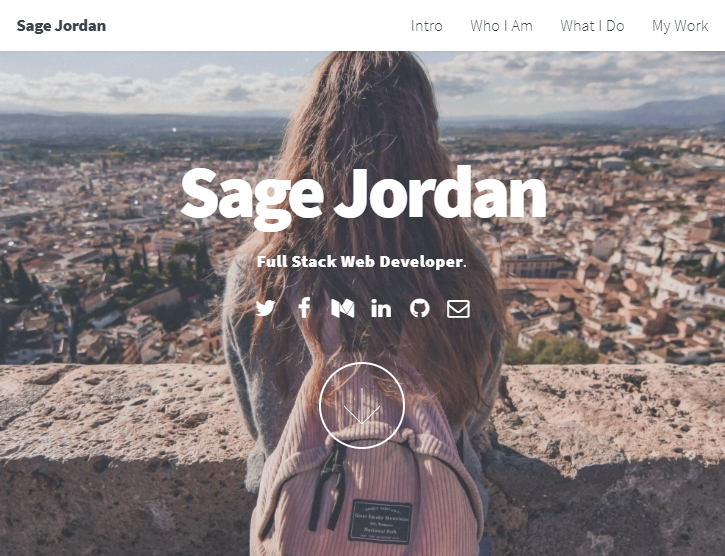 Sage Jordan
Intro
Who I Am
What I Do
My Work
Sage Jordan
Full Stack Web Developer.